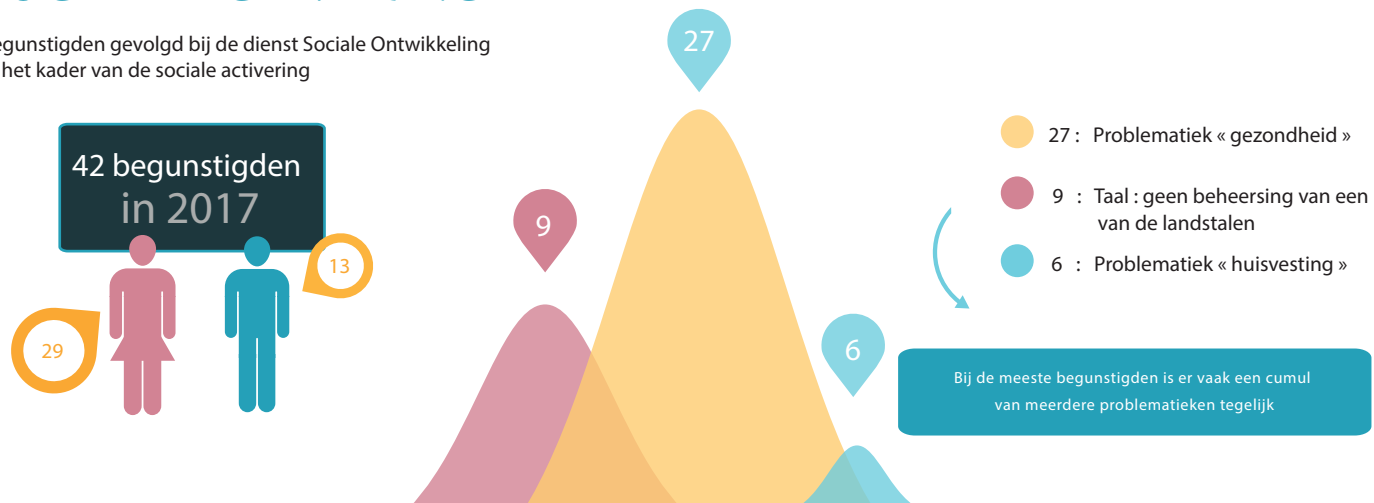 egunstigden gevolgd bij de dienst Sociale Ontwikkeling
het kader van de sociale activering
42 begunstigden
in 2017
29
13
9
27
6
27 : Problematiek « gezondheid »
9 : Taal : geen beheersing van een
van de landstalen
6 : Problematiek « huisvesting »
Bij de meeste begunstigden is er vaak een cumul
van meerdere problematieken tegelijk